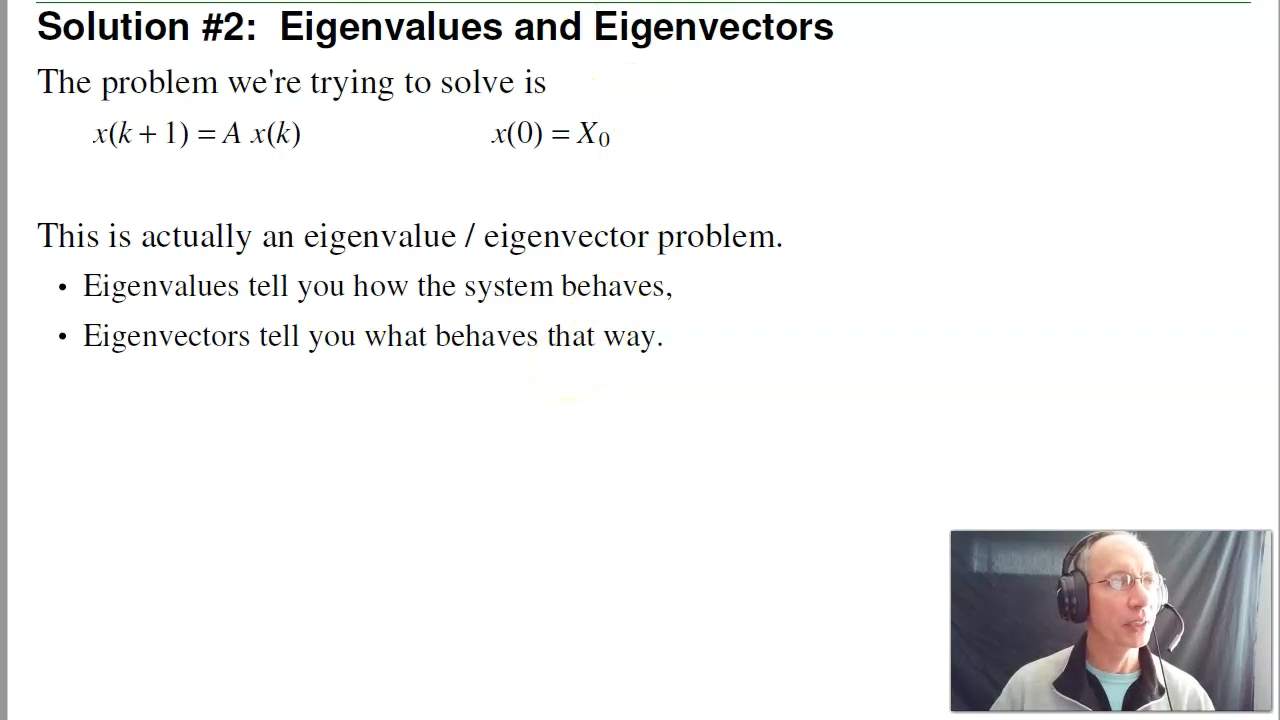 Solution #2: Eigenvalues and Eigenvectors
The problem we're trying to solve is
x(k + 1) = A x(k) x(0) = X₀
This is actually an eigenvalue / eigenvector problem.
• Eigenvalues tell you how the system behaves,
• Eigenvectors tell you what behaves that way.